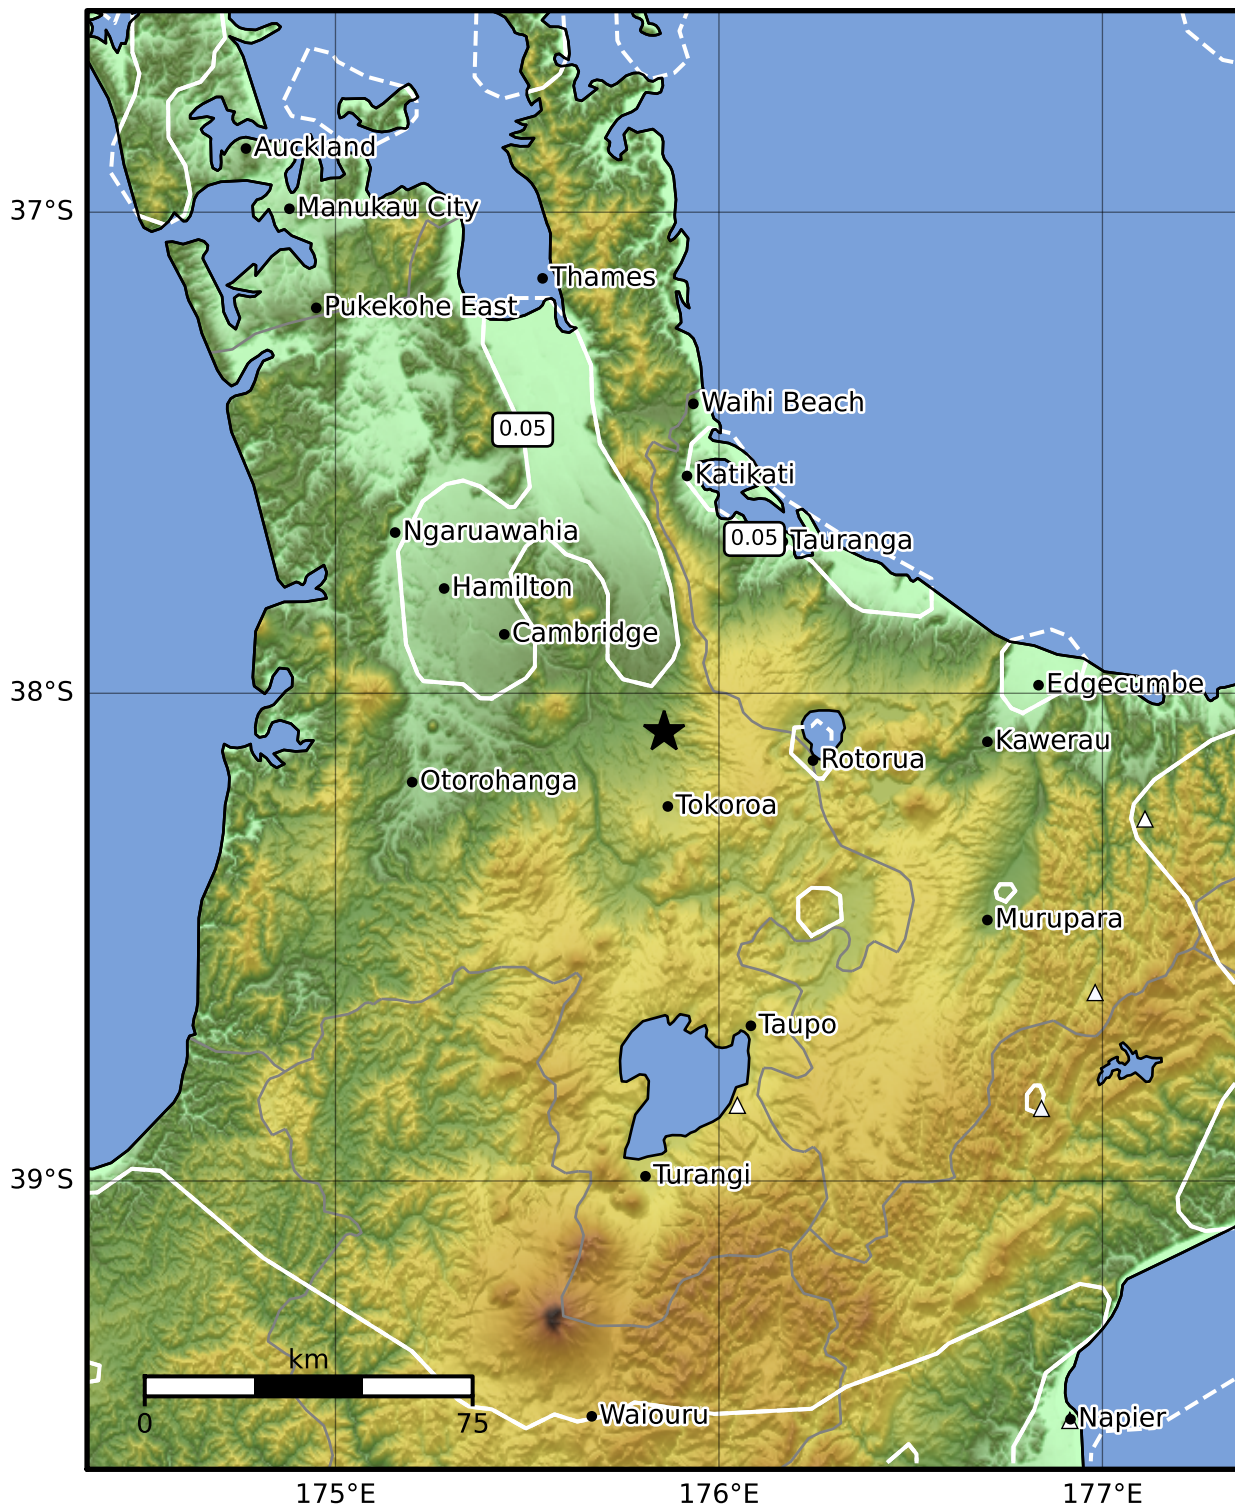 Auckland
37°S
Manukau City
Thames
Pukekohe East
Waihi Beach
0.05
Katikati
Ngaruawahia
0.05
Tauranga
Hamilton
Cambridge
38°S
Edgecumbe
Kawerau
Rotorua
Otorohanga
Tokoroa
Murupara
Taupo
39°S
Turangi
km
0
75
Waiouru
Napier
175°E
176°E
177°E